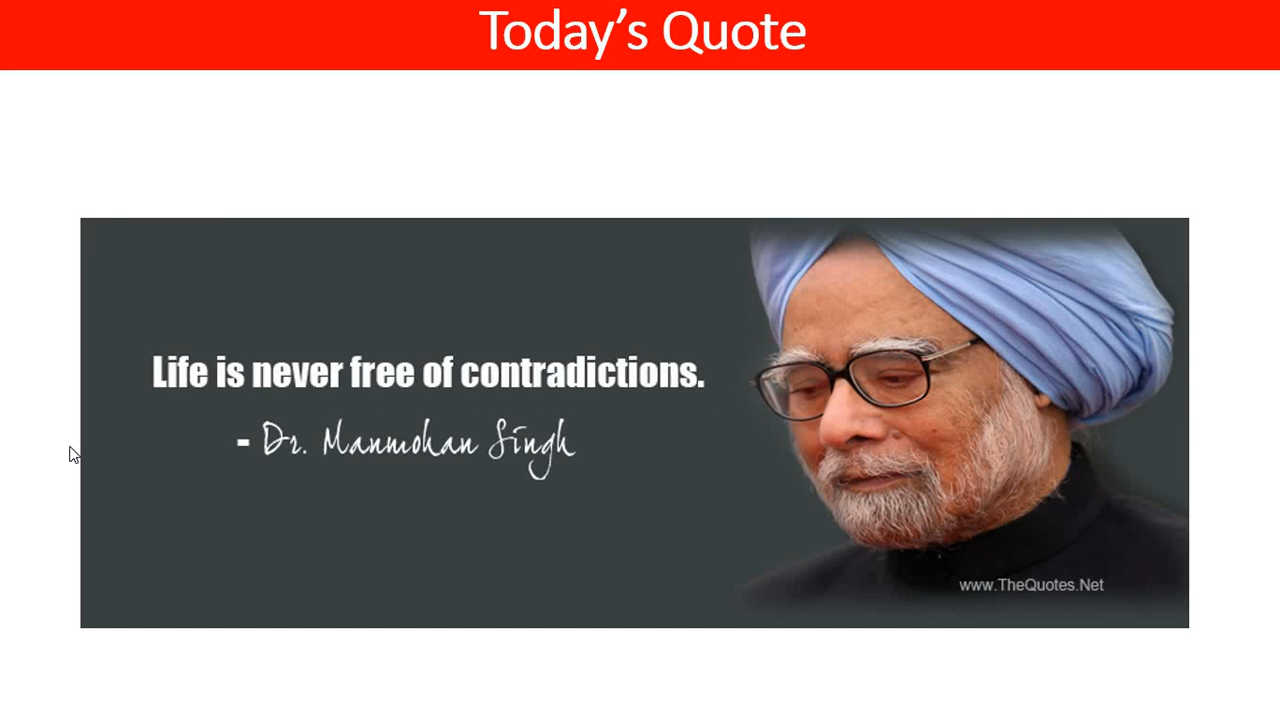 Today’s Quote
Life is never free of contradictions.
- Dr. Manmohan Singh
www.TheQuotes.Net